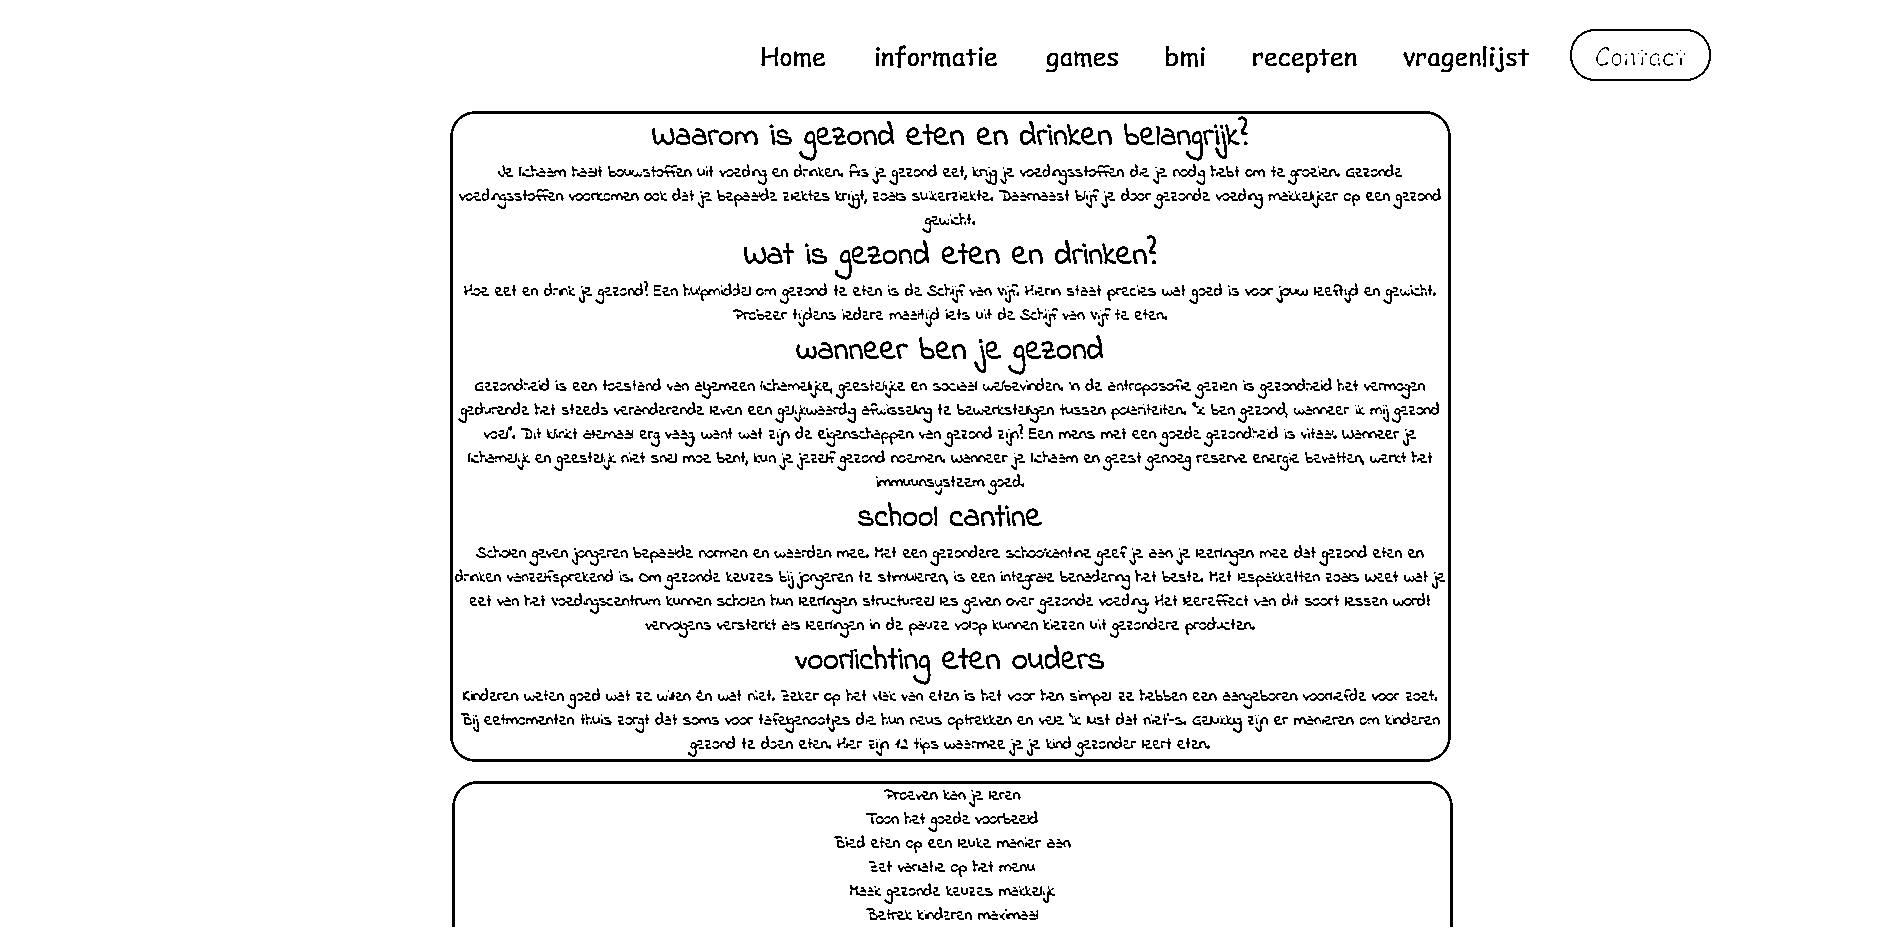 Home informatie games bmi recepten vragenlijst Contact
waarom is gezond eten en drinken belangrijk?
Je lichaam haalt bouwstoffen uit voeding en drinken. Als je gezond eet, krijg je voedingsstoffen die je nodig hebt om te groeien. Gezonde
voedingsstoffen voorkomen ook dat je bepaalde ziektes krijgt, zoals suikerziekte. Daarnaast blijf je door gezonde voeding makkelijker op een gezond
gewicht.
wat is gezond eten en drinken?
Hoe eet en drink je gezond? Een hulpmiddel om gezond te eten is de Schijf van Vijf. Hierin staat precies wat goed is voor jouw leeftijd en gewicht.
Probeer tijdens iedere maaltijd iets uit de Schijf van Vijf te eten.
wanneer ben je gezond
Gezondheid is een toestand van algemeen lichamelijke, geestelijke en sociaal welbevinden. In de antroposofie gezien is gezondheid het vermogen
gedurende het steeds veranderende leven een gelijkwaardig afwisseling te bewerkstelligen tussen polariteiten. "Ik ben gezond, wanneer ik mij gezond
voel". Dit klinkt allemaal erg vaag, want wat zijn de eigenschappen van gezond zijn? Een mens met een goede gezondheid is vitaal. Wanneer je
lichamelijk en geestelijk niet snel moe bent, kun je jezelf gezond noemen. Wanneer je lichaam en geest genoeg reserve energie bevatten, werkt het
immuunsysteem goed.
school cantine
Scholen geven jongeren bepaalde normen en waarden mee. Met een gezondere schoolkantine geef je aan je leerlingen mee dat gezond eten en
drinken vanzelfsprekend is. Om gezonde keuzes bij jongeren te stimuleren, is een integrale benadering het beste. Met lespakketten zoals weet wat je
eet van het Voedingscentrum kunnen scholen hun leerlingen structureel les geven over gezonde voeding. Het leereffect van dit soort lessen wordt
vervolgens versterkt als leerlingen in de pauze volop kunnen kiezen uit gezondere producten.
voorlichting eten ouders
Kinderen weten goed wat ze willen én wat niet. Zeker op het vlak van eten is het voor hen simpel ze hebben een aangeboren voorliefde voor zoet.
Bij eetmomenten thuis zorgt dat soms voor tafelgenootjes die hun neus optrekken en vele 'ik lust dat niet'-s. Gelukkig zijn er manieren om kinderen
gezond te doen eten. Hier zijn 12 tips waarmee je je kind gezonder leert eten.
Proeven kan je leren
Toon het goede voorbeeld
Bied eten op een leuke manier aan
Zet variatie op het menu
Maak gezonde keuzes makkelijk
Betrek kinderen maximaal